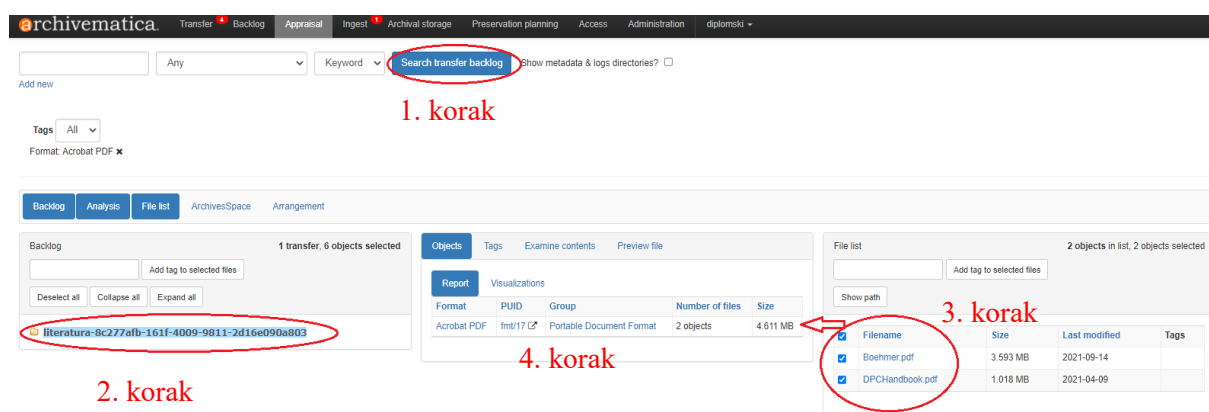 archivematica. Transfer 4 Backlog Appraisal Ingest 1 Archival storage Preservation planning Access Administration diplomski
Any Keyword Search transfer backlog Show metadata & logs directories?
Add new
1. korak
Tags All
Format: Acrobat PDF ✖
Backlog Analysis File list ArchivesSpace Arrangement
Backlog 1 transfer, 6 objects selected
Add tag to selected files
Deselect all Collapse all Expand all
literatura-8c277afb-161f-4009-9811-2d16e090a803
2. korak
Objects Tags Examine contents Preview file
Report Visualizations
Format PUID Group Number of files Size
Acrobat PDF fmt/17 Portable Document Format 2 objects 4.611 MB
4. korak
File list 2 objects in list, 2 objects selected
Add tag to selected files
Show path
3. korak
Filename Size Last modified Tags
Boehmer.pdf 3.593 MB 2021-09-14
DPCHandbook.pdf 1.018 MB 2021-04-09